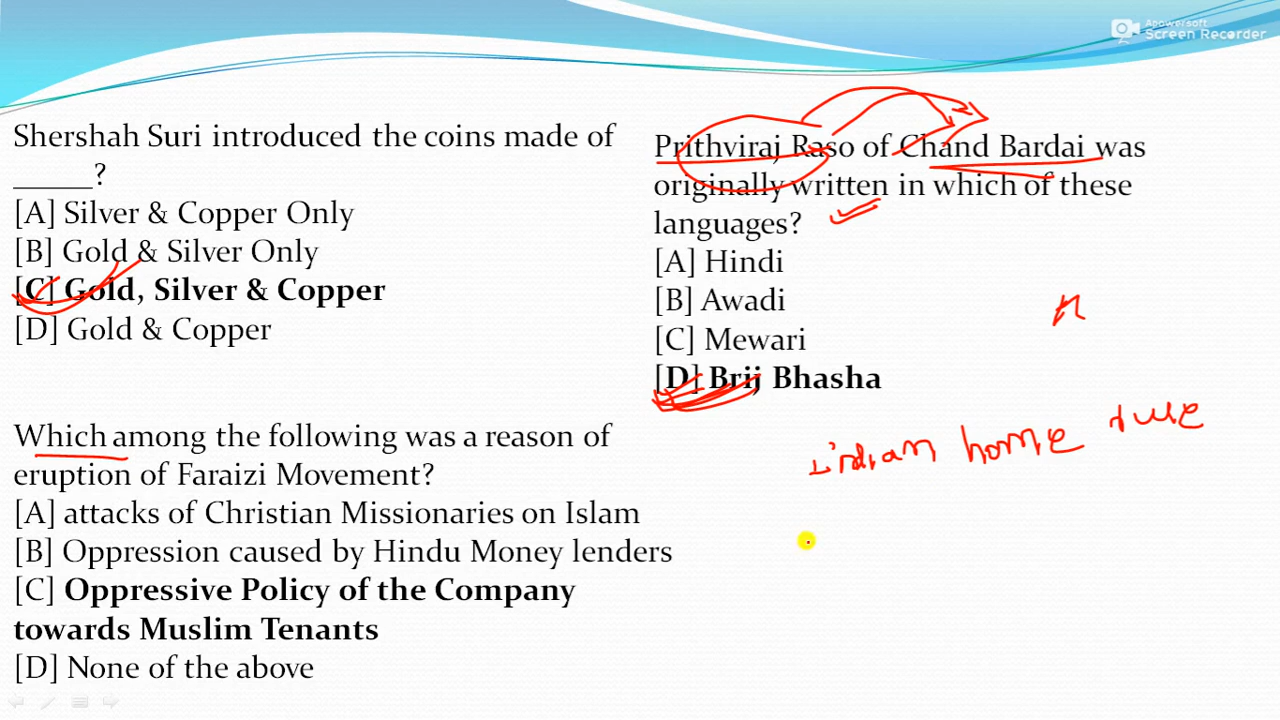 Apowersoft
Screen Recorder
Shershah Suri introduced the coins made of
_____?
[A] Silver & Copper Only
[B] Gold & Silver Only
[C] Gold, Silver & Copper
[D] Gold & Copper
Which among the following was a reason of
eruption of Faraizi Movement?
[A] attacks of Christian Missionaries on Islam
[B] Oppression caused by Hindu Money lenders
[C] Oppressive Policy of the Company
towards Muslim Tenants
[D] None of the above
Prithviraj Raso of Chand Bardai was
originally written in which of these
languages?
[A] Hindi
[B] Awadi
[C] Mewari
[D] Brij Bhasha
indian home rule